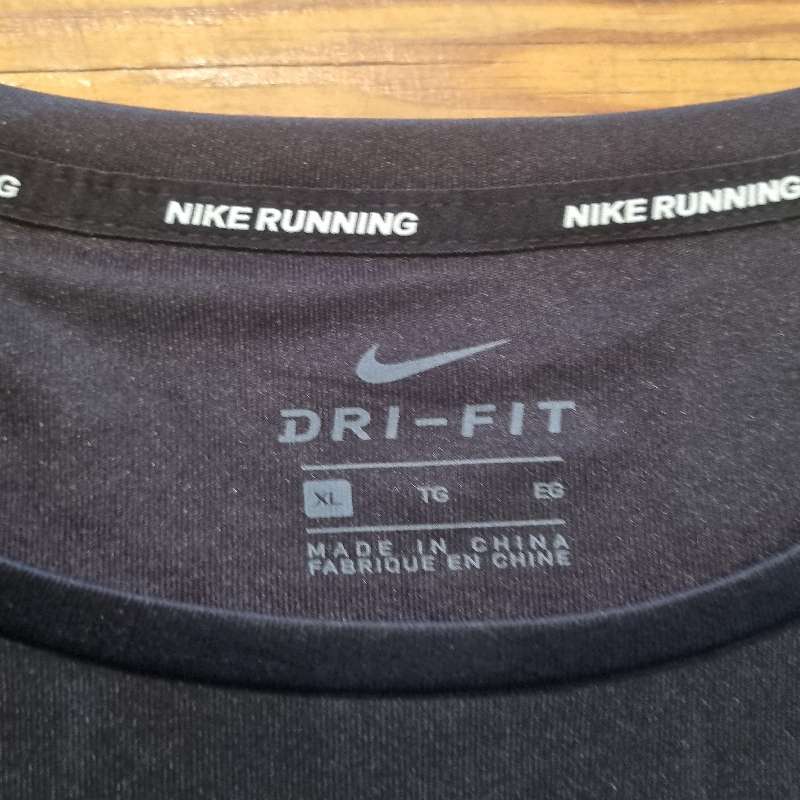 G NIKE RUNNING NIKE RUNNING
DRI-FIT
XL TG EG
MADE IN CHINA
FABRIQUE EN CHINE